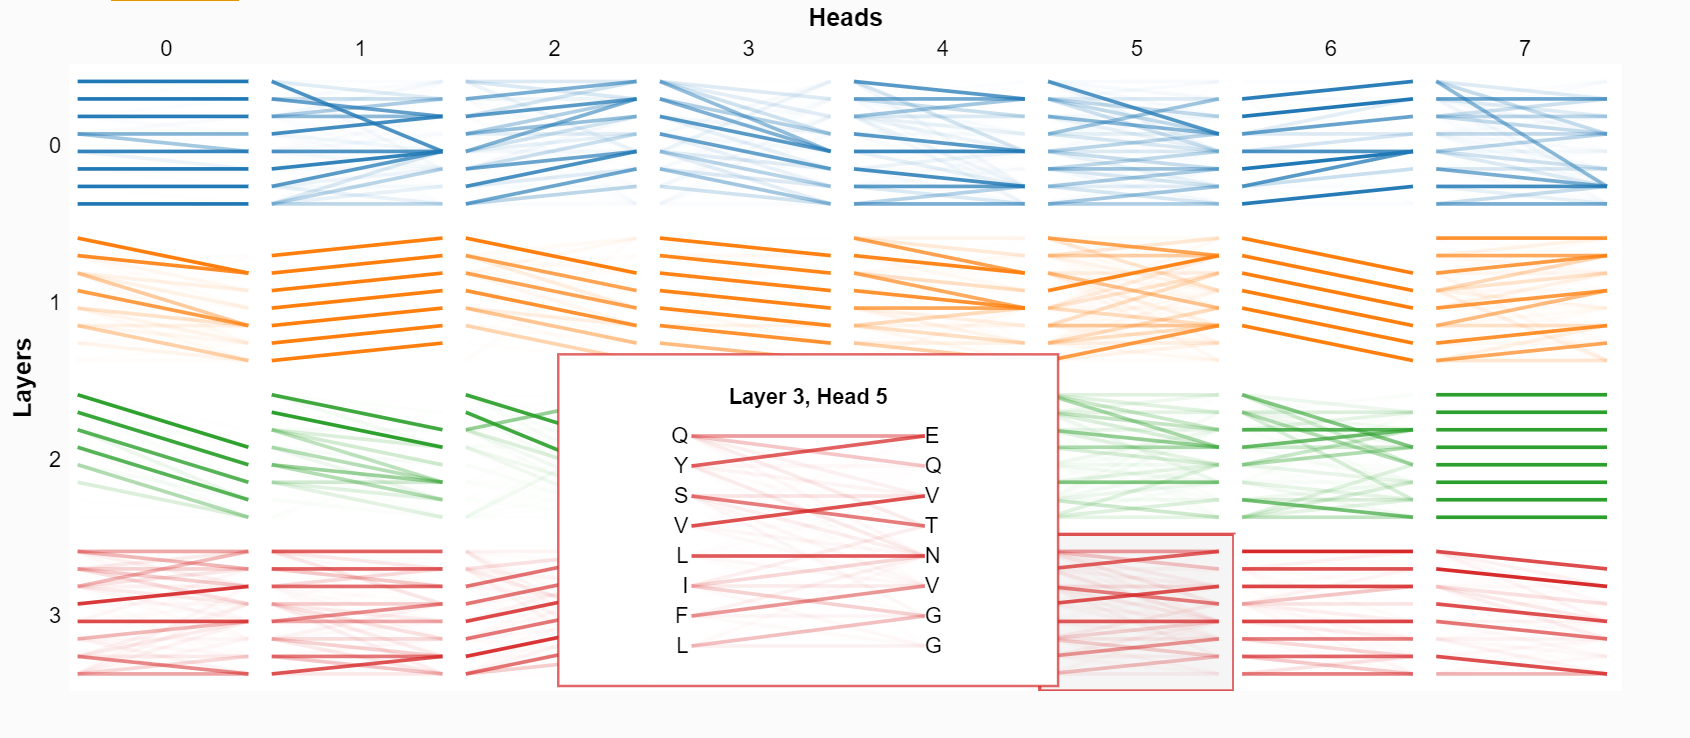 Heads
0 1 2 3 4 5 6 7
Layers
0
1
2
3
Layer 3, Head 5
Q E
Y Q
S V
V T
L N
I V
F G
L G